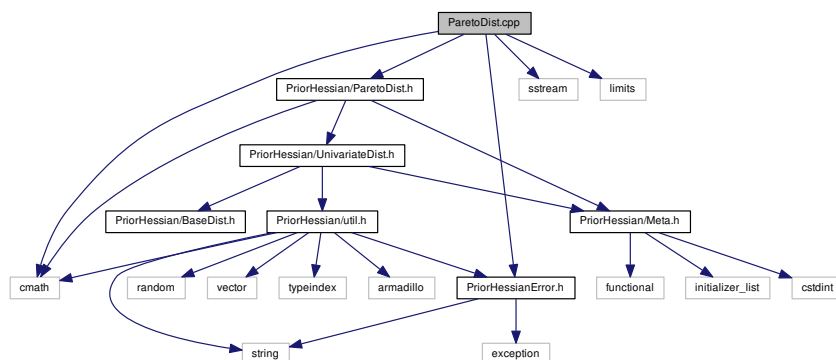 ParetoDist.cpp
PriorHessian/ParetoDist.h
sstream
limits
PriorHessian/UnivariateDist.h
PriorHessian/BaseDist.h
PriorHessian/util.h
PriorHessian/Meta.h
cmath
random
vector
typeindex
armadillo
PriorHessianError.h
functional
initializer_list
cstdint
string
exception